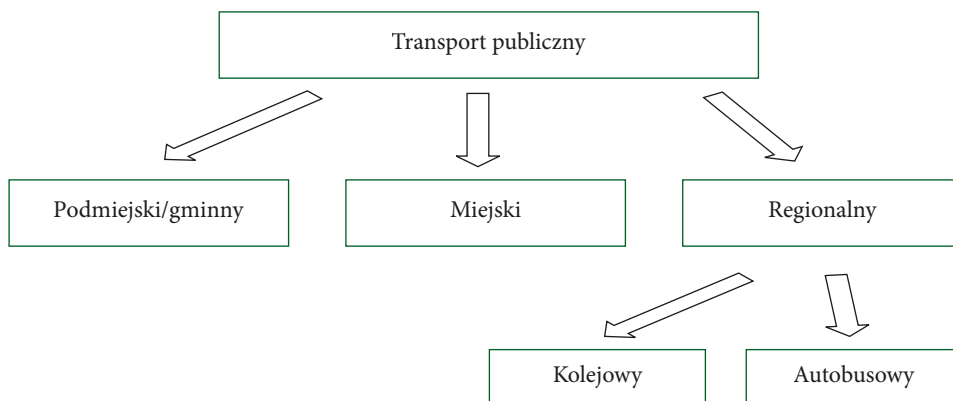 Transport publiczny
Podmiejski/gminny
Miejski
Regionalny
Kolejowy
Autobusowy